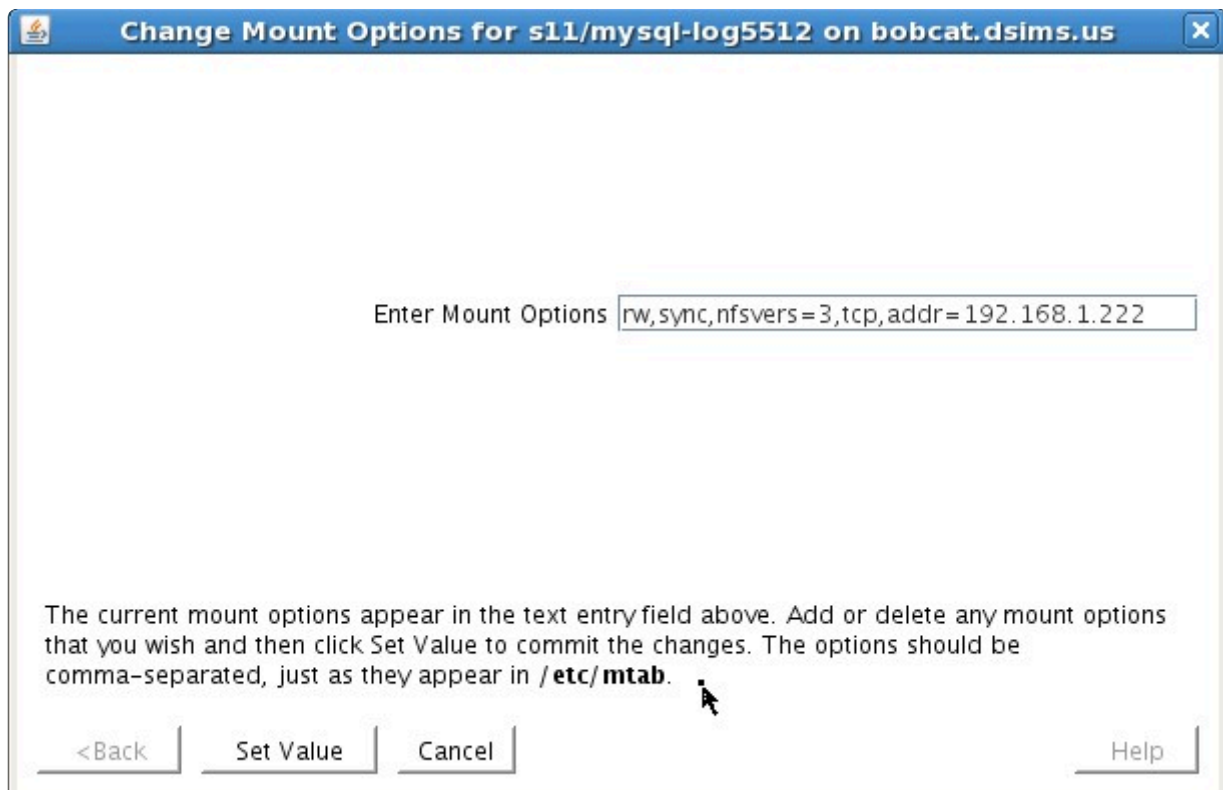 Change Mount Options for s11/mysql-log5512 on bobcat.dsims.us
Enter Mount Options rw,sync,nfsvers=3,tcp,addr=192.168.1.222
The current mount options appear in the text entry field above. Add or delete any mount options
that you wish and then click Set Value to commit the changes. The options should be
comma-separated, just as they appear in /etc/mtab.
<Back Set Value Cancel Help